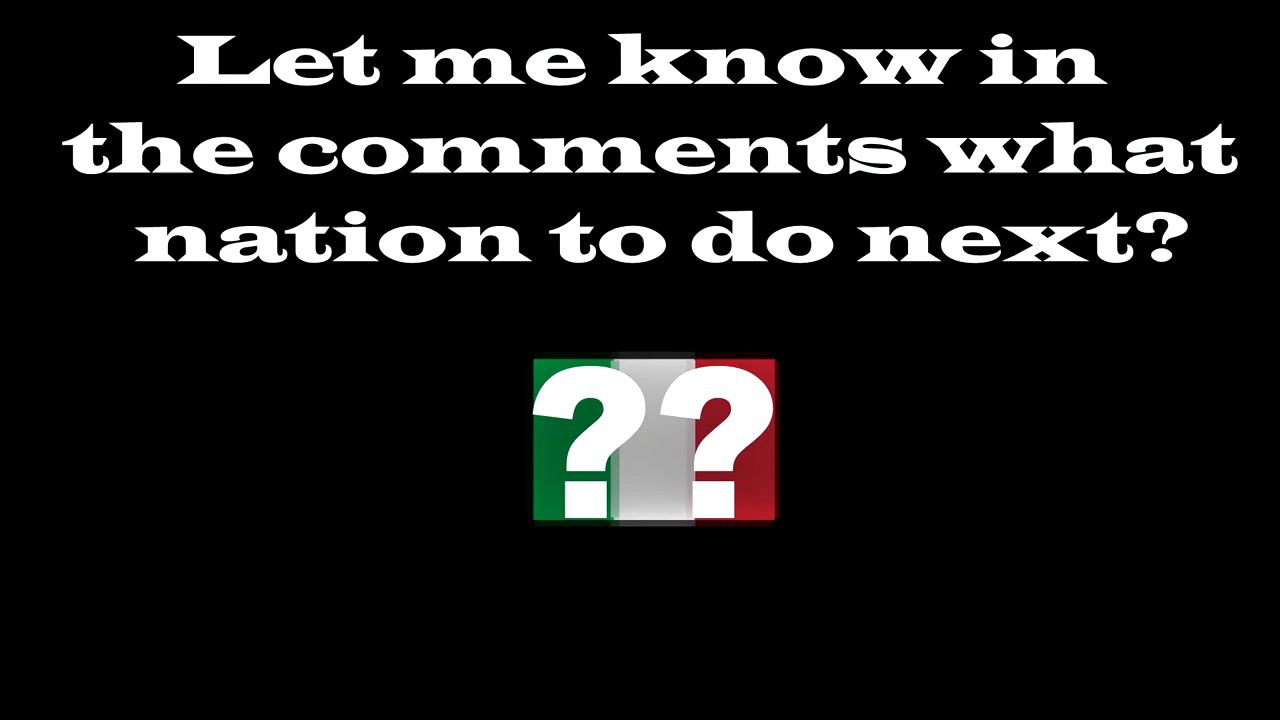 Let me know in
the comments what
nation to do next?
??